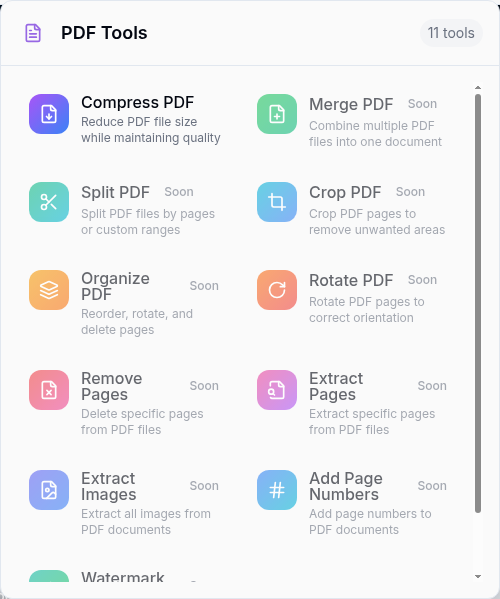 PDF Tools
11 tools
Compress PDF
Reduce PDF file size
while maintaining quality
Merge PDF Soon
Combine multiple PDF
files into one document
Split PDF Soon
Split PDF files by pages
or custom ranges
Crop PDF Soon
Crop PDF pages to
remove unwanted areas
Organize
PDF
Soon
Reorder, rotate, and
delete pages
Rotate PDF Soon
Rotate PDF pages to
correct orientation
Remove
Pages
Soon
Delete specific pages
from PDF files
Extract
Pages
Soon
Extract specific pages
from PDF files
Extract
Images
Soon
Extract all images from
PDF documents
Add Page
Numbers
Soon
Add page numbers to
PDF documents
Watermark